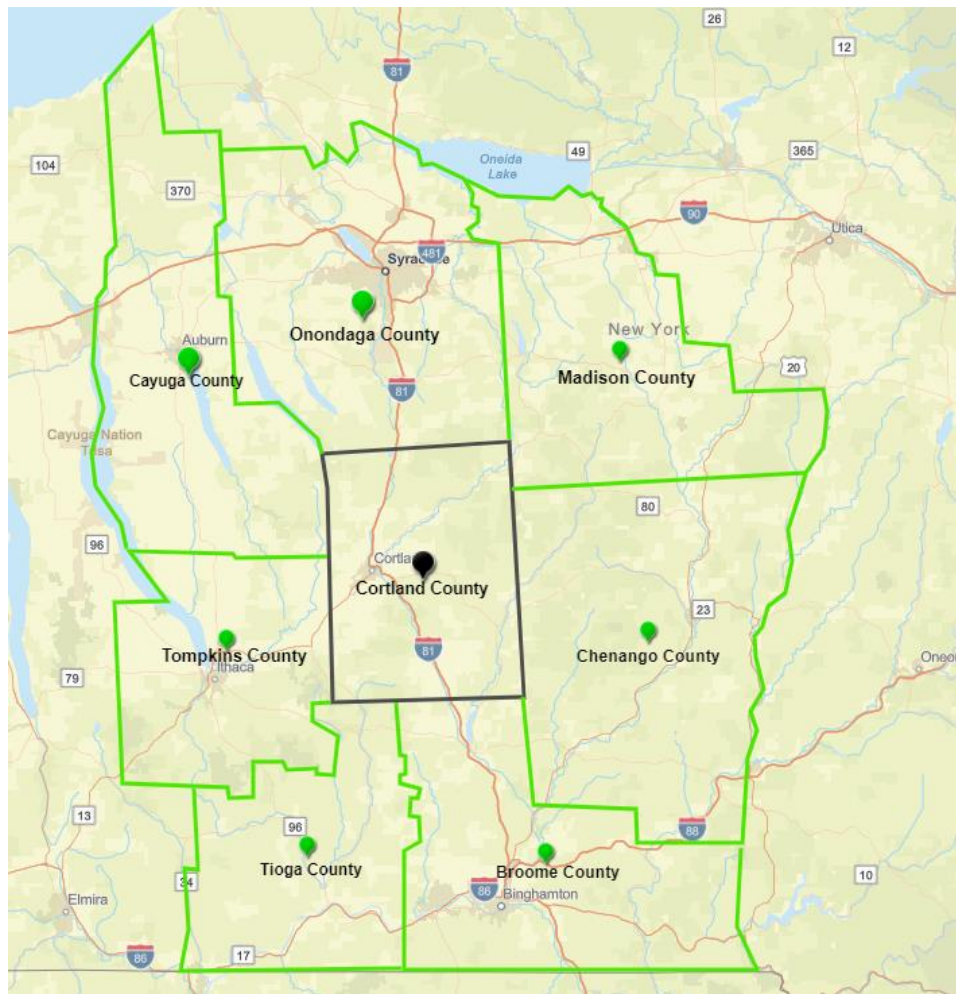 26
81
12
Oneida
Lake
49
104
365
370
90
Utica
481
Onondaga County
New York
Auburn
Madison County
20
Cayuga County
81
Cayuga Nation
80
96
Cortland County
23
Chenango County
81
Tompkins County
Ithaca
79
13
96
88
Tioga County
Broome County
10
34
86
Binghamton
Elmira
17
86